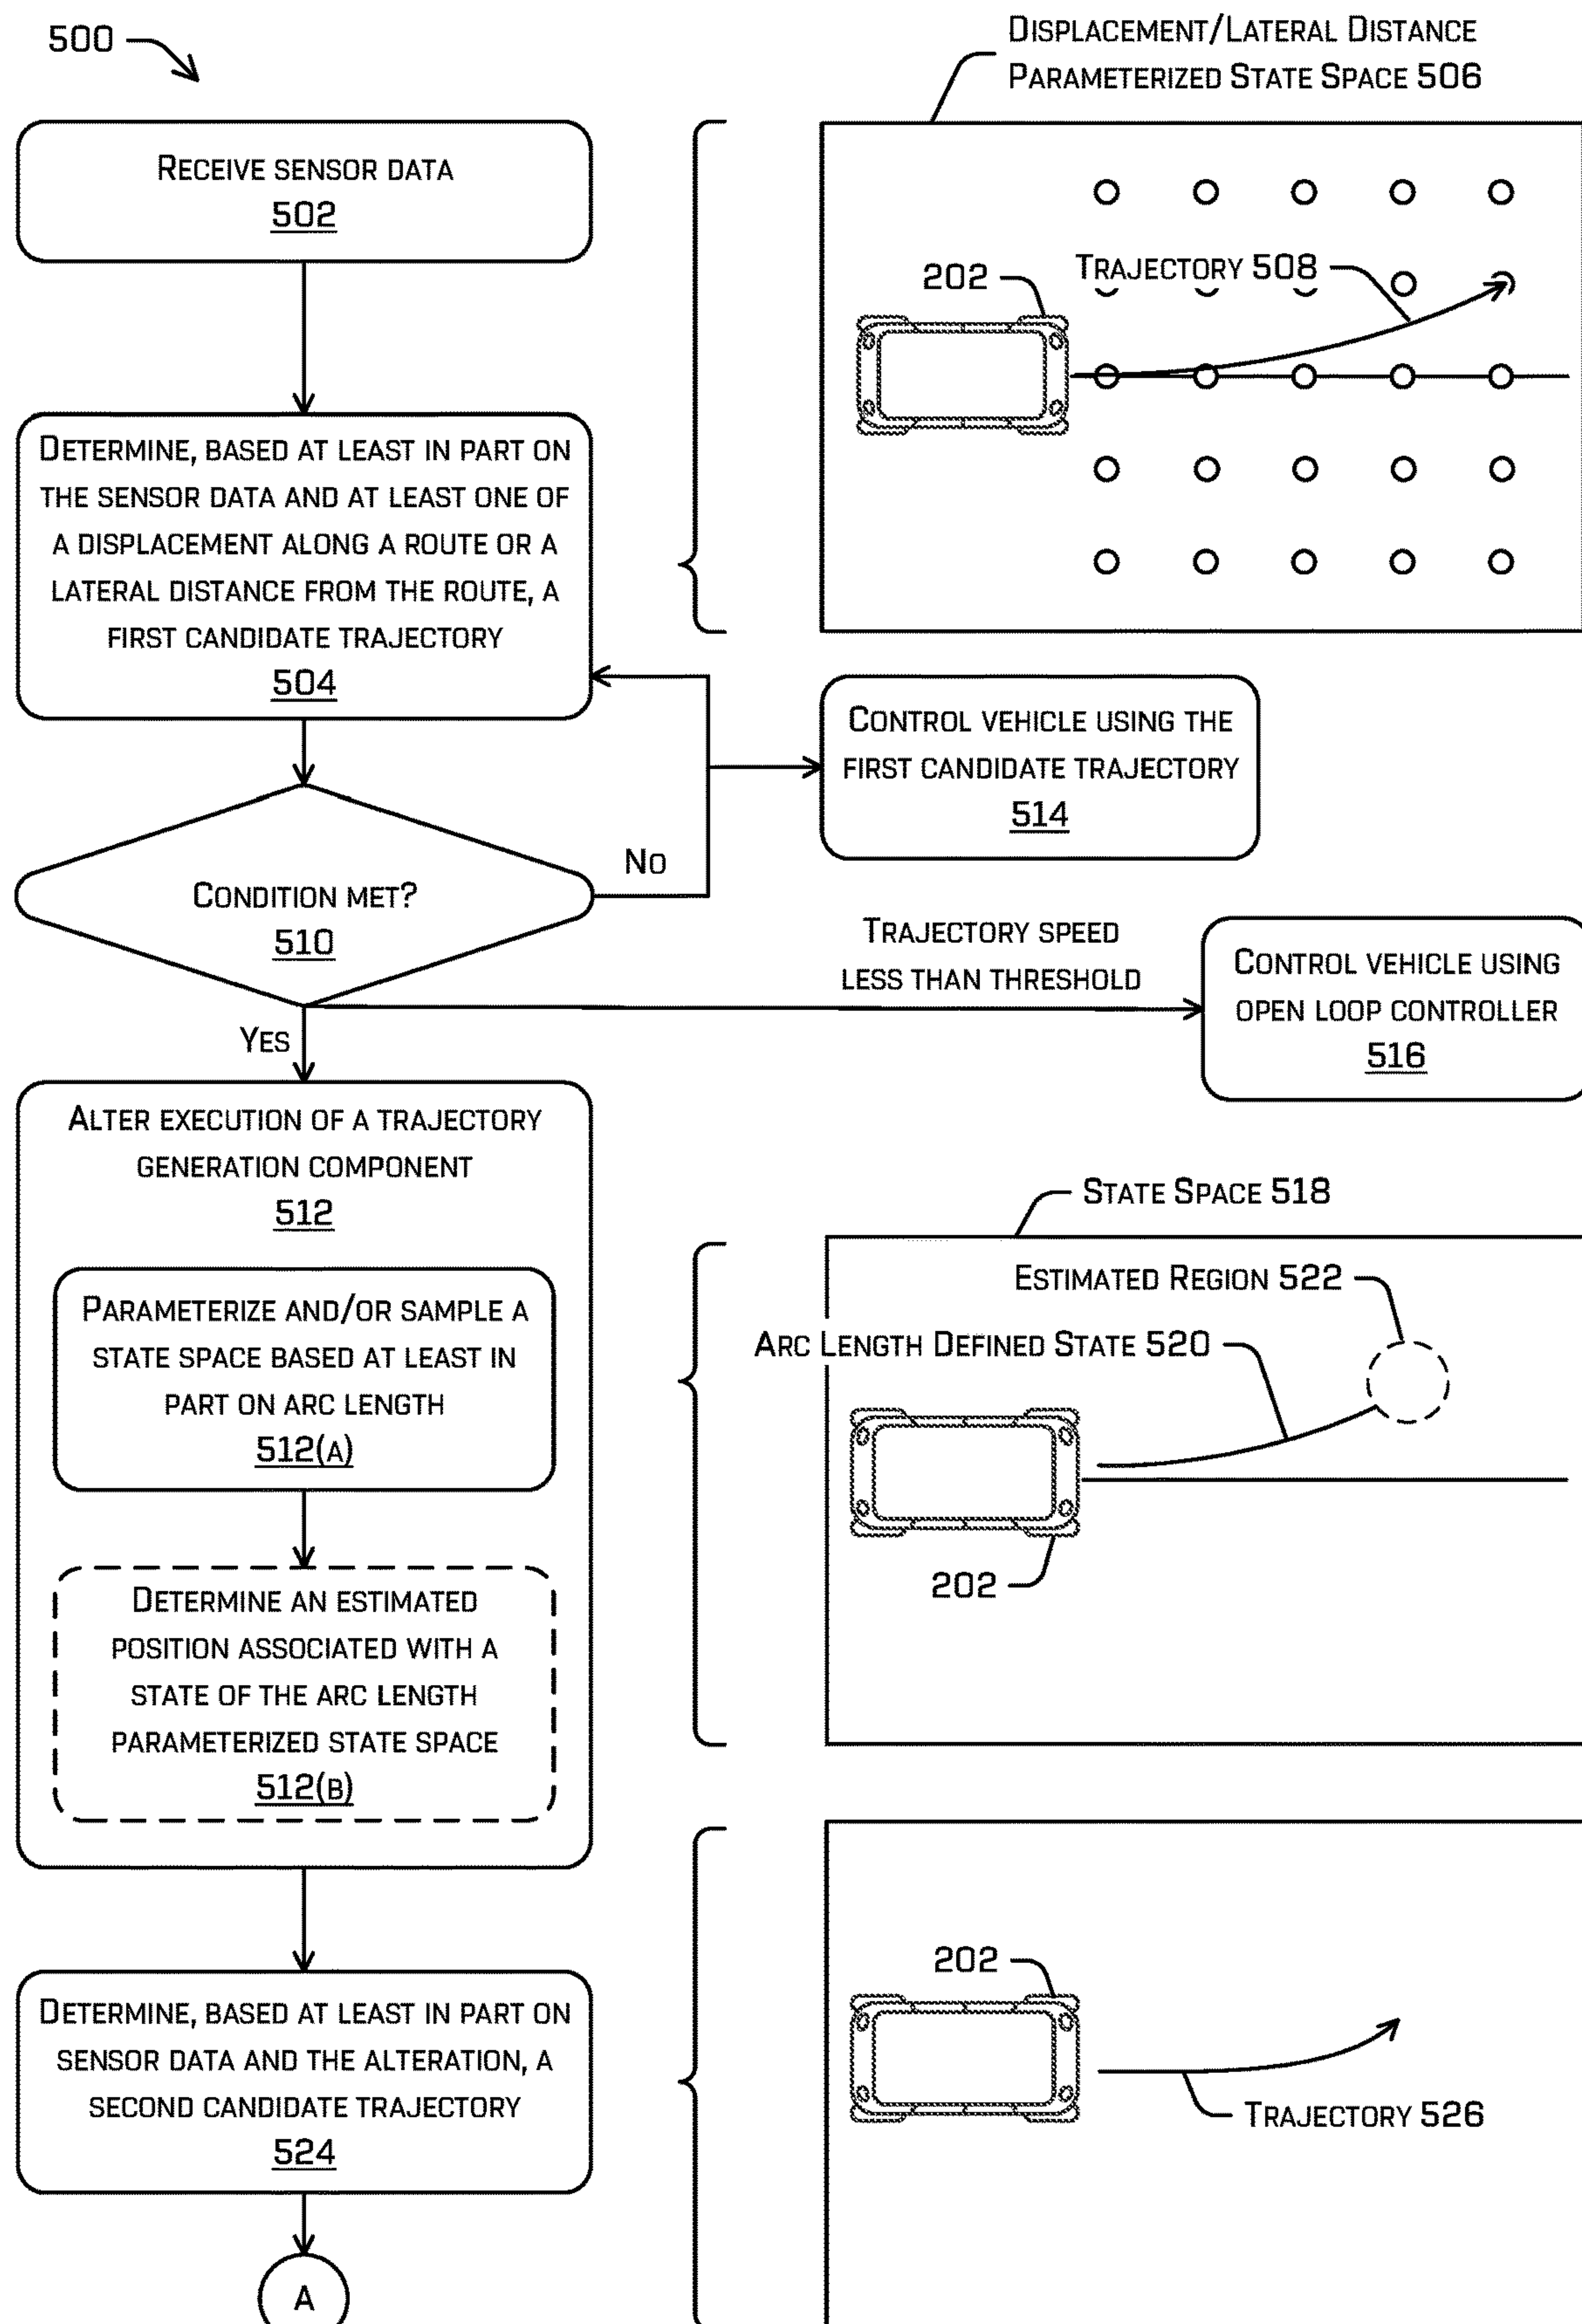 500
DISPLACEMENT/LATERAL DISTANCE
PARAMETERIZED STATE SPACE 506
RECEIVE SENSOR DATA
502
202
TRAJECTORY 508
DETERMINE, BASED AT LEAST IN PART ON
THE SENSOR DATA AND AT LEAST ONE OF
A DISPLACEMENT ALONG A ROUTE OR A
LATERAL DISTANCE FROM THE ROUTE, A
FIRST CANDIDATE TRAJECTORY
504
CONTROL VEHICLE USING THE
FIRST CANDIDATE TRAJECTORY
514
NO
CONDITION MET?
510
TRAJECTORY SPEED
LESS THAN THRESHOLD
CONTROL VEHICLE USING
OPEN LOOP CONTROLLER
516
YES
ALTER EXECUTION OF A TRAJECTORY
GENERATION COMPONENT
512
PARAMETERIZE AND/OR SAMPLE A
STATE SPACE BASED AT LEAST IN
PART ON ARC LENGTH
512(A)
DETERMINE AN ESTIMATED
POSITION ASSOCIATED WITH A
STATE OF THE ARC LENGTH
PARAMETERIZED STATE SPACE
512(B)
STATE SPACE 518
ESTIMATED REGION 522
ARC LENGTH DEFINED STATE 520
202
DETERMINE, BASED AT LEAST IN PART ON
SENSOR DATA AND THE ALTERATION, A
SECOND CANDIDATE TRAJECTORY
524
202
TRAJECTORY 526
A